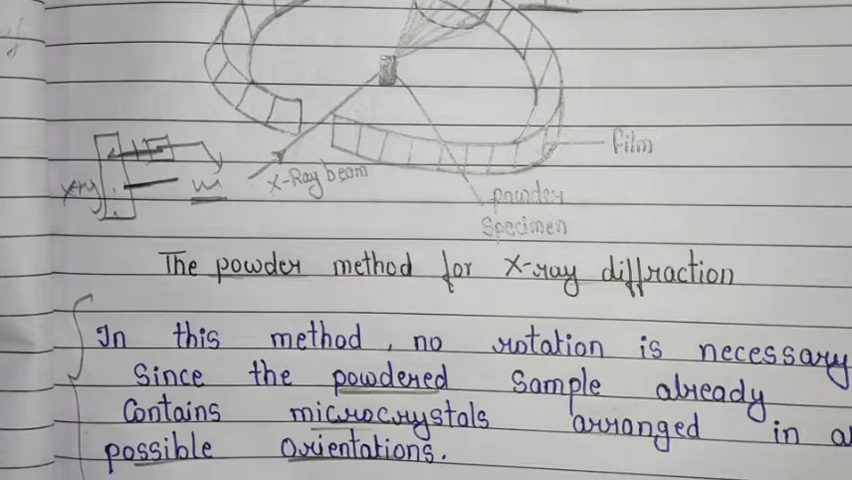 film
X-Ray beam
powder
Specimen
The powder method for X-ray diffraction
In this method, no rotation is necessary
Since the powdered sample already
Contains microcrystals arranged in
possible Orientations.